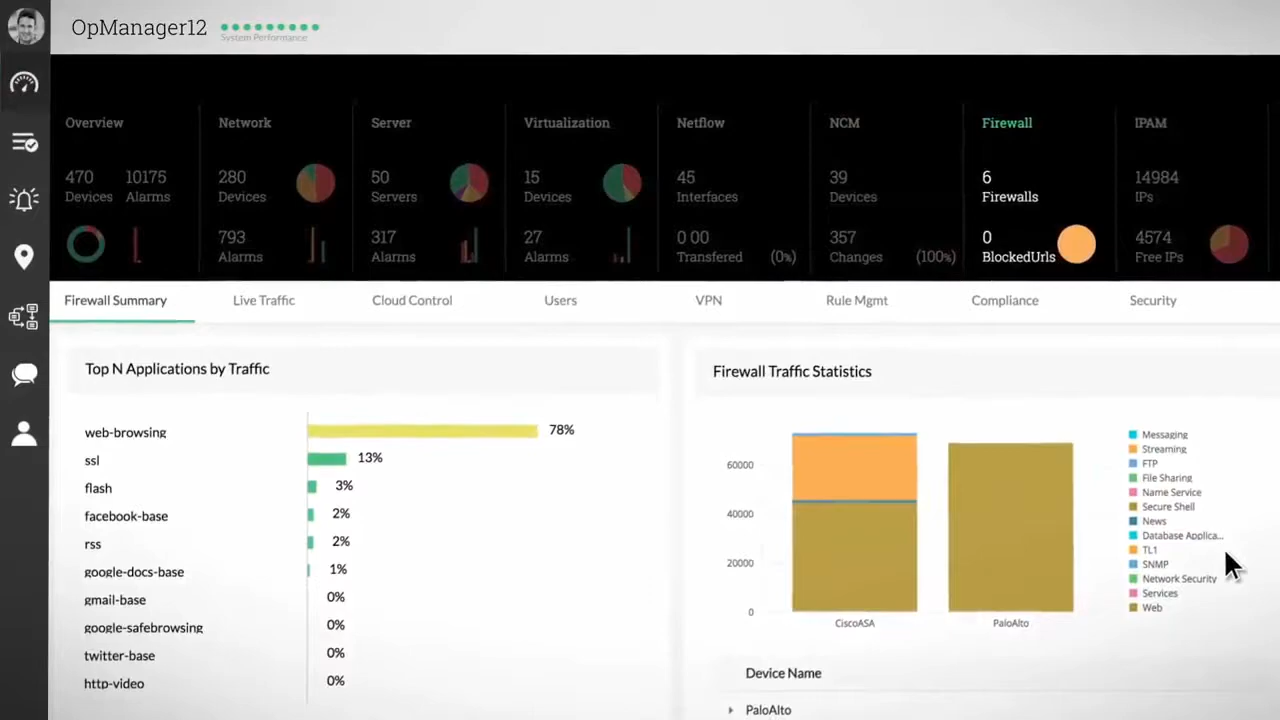 OpManager12
System Performance
Overview
470 10175
Devices Alarms
Network
280
Devices
793
Alarms
Server
50
Servers
317
Alarms
Virtualization
15
Devices
27
Alarms
Netflow
45
Interfaces
0 00
Transfered (0%)
NCM
39
Devices
357
Changes (100%)
Firewall
6
Firewalls
0
BlockedUrls
IPAM
14984
IPs
4574
Free IPs
Firewall Summary Live Traffic Cloud Control Users VPN Rule Mgmt Compliance Security
Top N Applications by Traffic
web-browsing 78%
ssl 13%
flash 3%
facebook-base 2%
rss 2%
google-docs-base 1%
gmail-base 0%
google-safebrowsing 0%
twitter-base 0%
http-video 0%
Firewall Traffic Statistics
60000
40000
20000
0
CiscoASA PaloAlto
Messaging
Streaming
FTP
File Sharing
Name Service
Secure Shell
News
Database Applica...
TL1
SNMP
Network Security
Services
Web
Device Name
PaloAlto